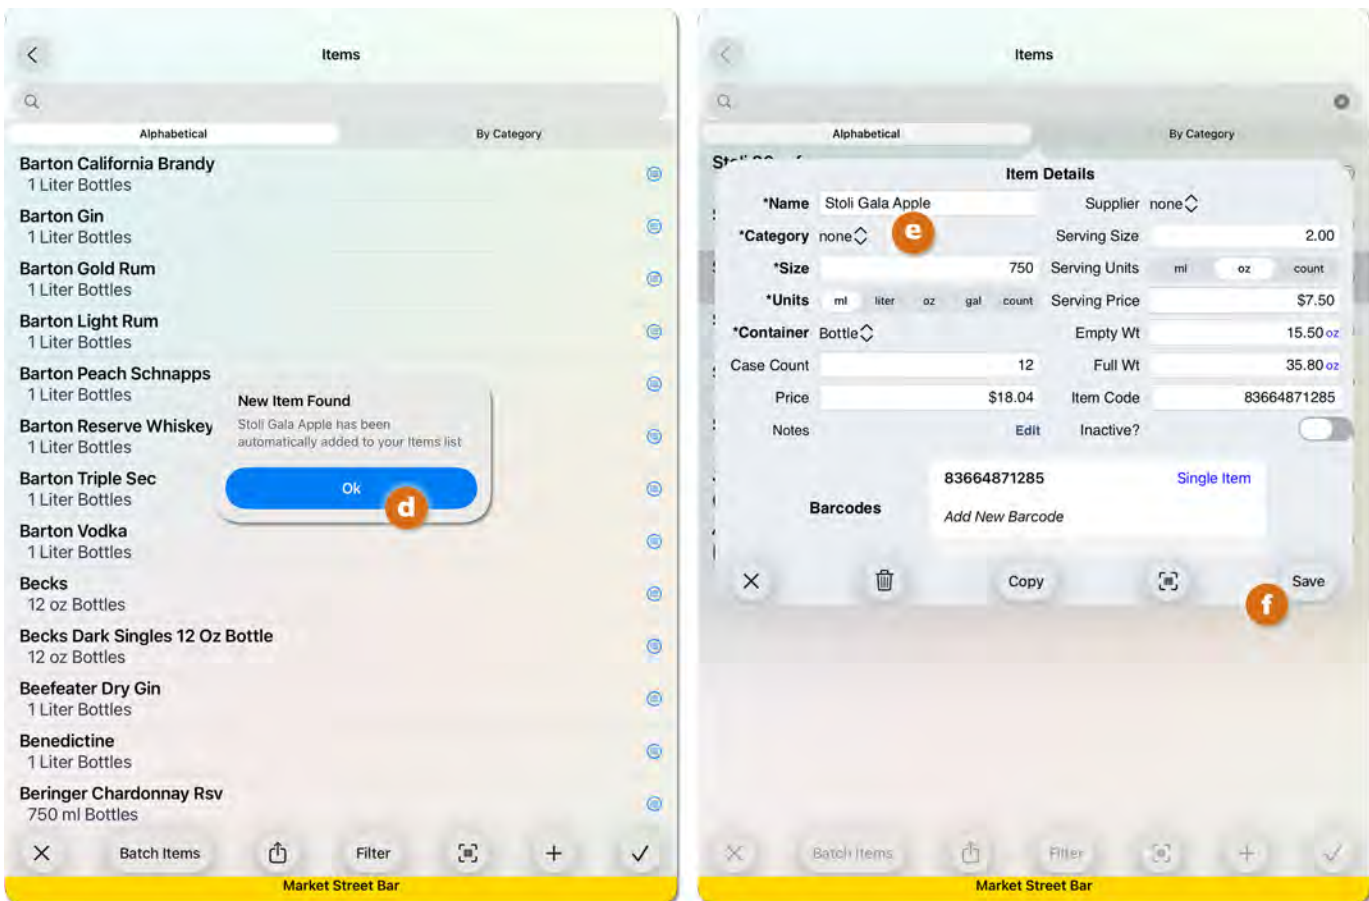 Items
Alphabetical By Category
Barton California Brandy
1 Liter Bottles
Barton Gin
1 Liter Bottles
Barton Gold Rum
1 Liter Bottles
Barton Light Rum
1 Liter Bottles
Barton Peach Schnapps
1 Liter Bottles
Barton Reserve Whiskey
1 Liter Bottles
Barton Triple Sec
1 Liter Bottles
Barton Vodka
1 Liter Bottles
Becks
12 oz Bottles
Becks Dark Singles 12 Oz Bottle
12 oz Bottles
Beefeater Dry Gin
1 Liter Bottles
Benedictine
1 Liter Bottles
Beringer Chardonnay Rsv
750 ml Bottles
New Item Found
Stoli Gala Apple has been
automatically added to your Items list
Ok
d
Batch Items Filter
Market Street Bar
Items
Alphabetical By Category
Item Details
*Name Stoli Gala Apple Supplier none
*Category none e Serving Size 2.00
*Size 750 Serving Units ml oz count
*Units ml liter oz gal count Serving Price $7.50
*Container Bottle Empty Wt 15.50 oz
Case Count 12 Full Wt 35.80 oz
Price $18.04 Item Code 83664871285
Notes Edit Inactive?
83664871285 Single Item
Barcodes
Add New Barcode
Copy Save
f
Batch Items Filter
Market Street Bar